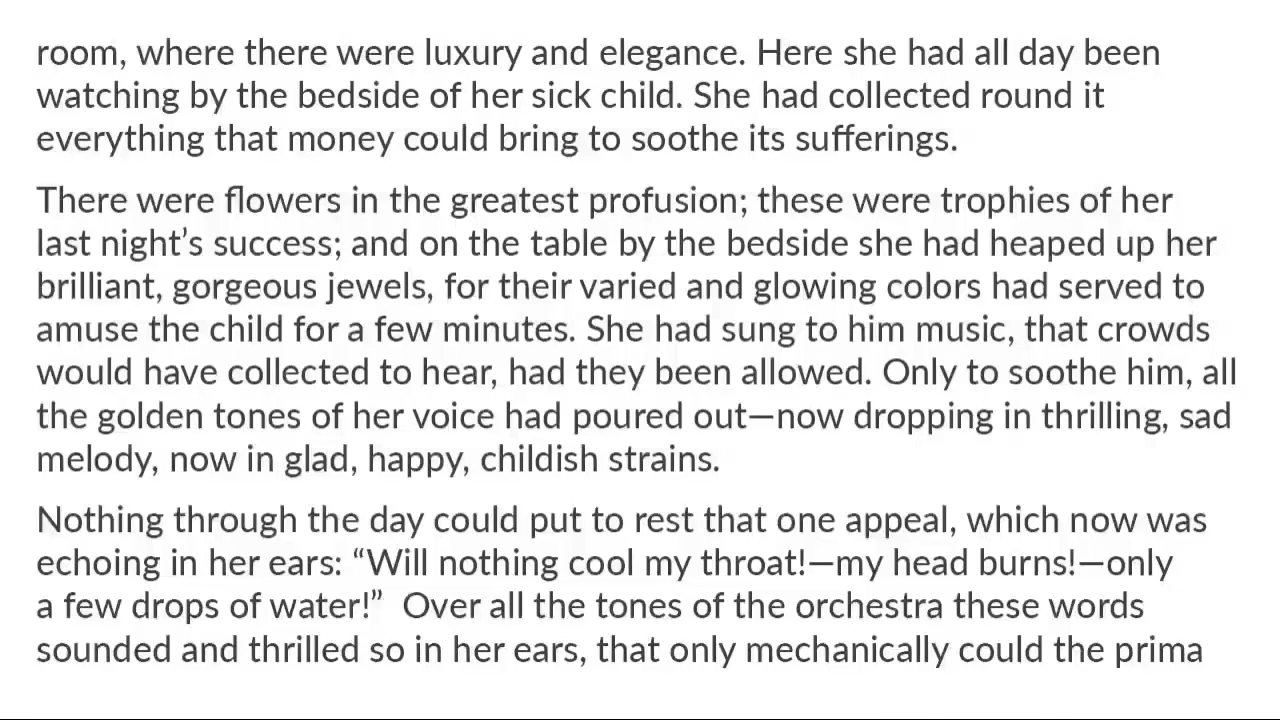 room, where there were luxury and elegance. Here she had all day been
watching by the bedside of her sick child. She had collected round it
everything that money could bring to soothe its sufferings.
There were flowers in the greatest profusion; these were trophies of her
last night’s success; and on the table by the bedside she had heaped up her
brilliant, gorgeous jewels, for their varied and glowing colors had served to
amuse the child for a few minutes. She had sung to him music, that crowds
would have collected to hear, had they been allowed. Only to soothe him, all
the golden tones of her voice had poured out—now dropping in thrilling, sad
melody, now in glad, happy, childish strains.
Nothing through the day could put to rest that one appeal, which now was
echoing in her ears: “Will nothing cool my throat!—my head burns!—only
a few drops of water!”  Over all the tones of the orchestra these words
sounded and thrilled so in her ears, that only mechanically could the prima